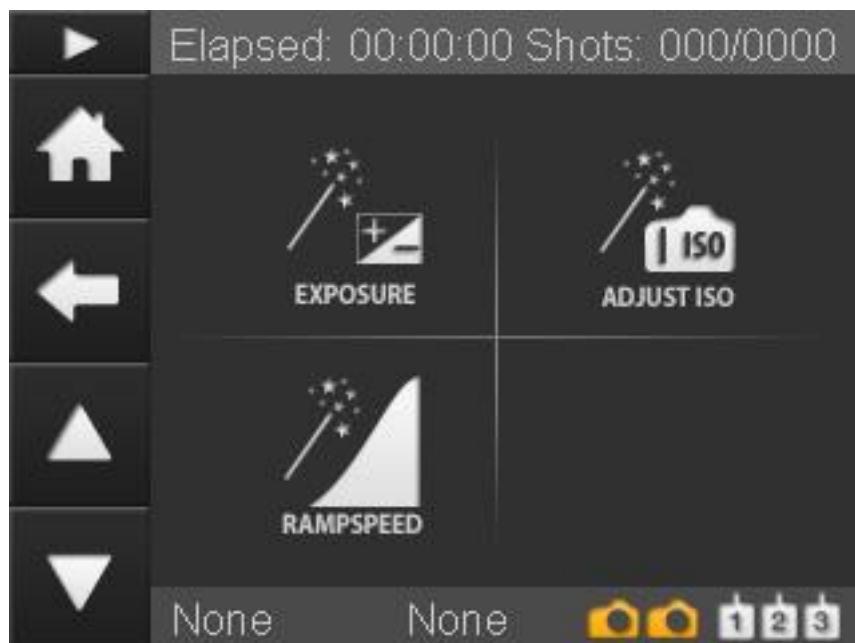 Elapsed: 00:00:00 Shots: 000/0000
EXPOSURE
ISO
ADJUST ISO
RAMPSPEED
None None 1 2 3